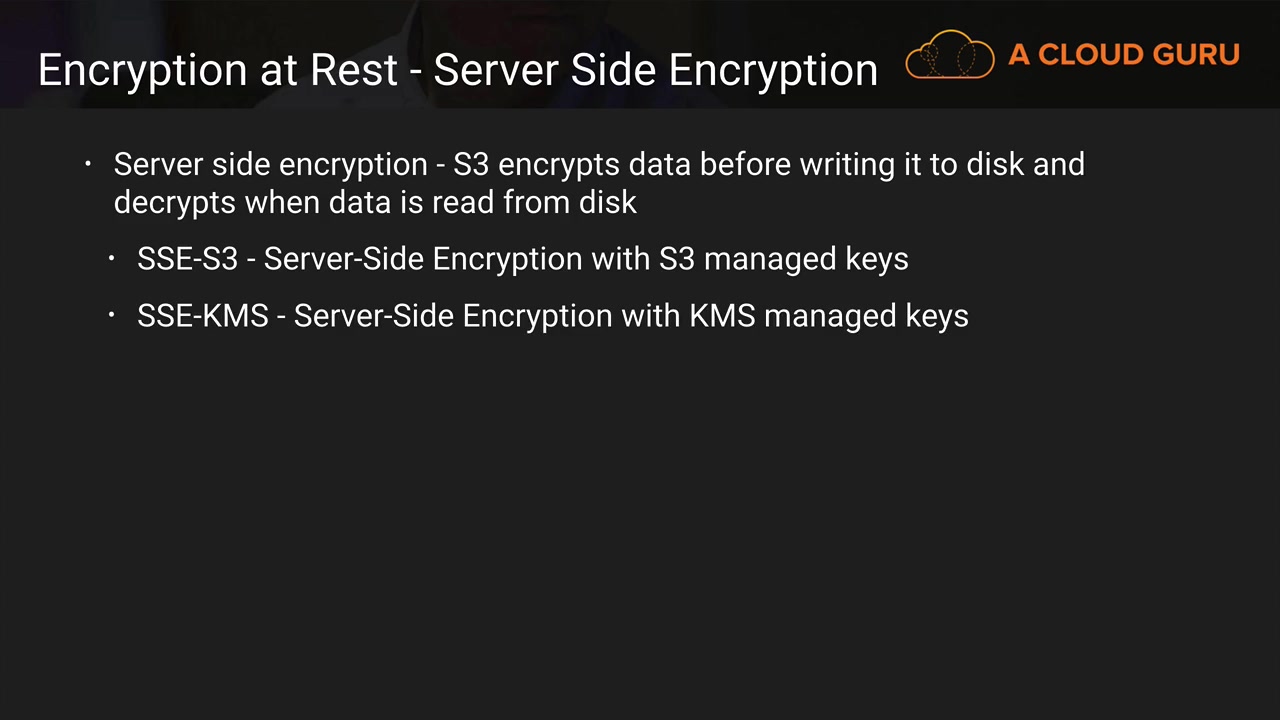 Encryption at Rest - Server Side Encryption
A CLOUD GURU
• Server side encryption - S3 encrypts data before writing it to disk and
decrypts when data is read from disk
• SSE-S3 - Server-Side Encryption with S3 managed keys
• SSE-KMS - Server-Side Encryption with KMS managed keys